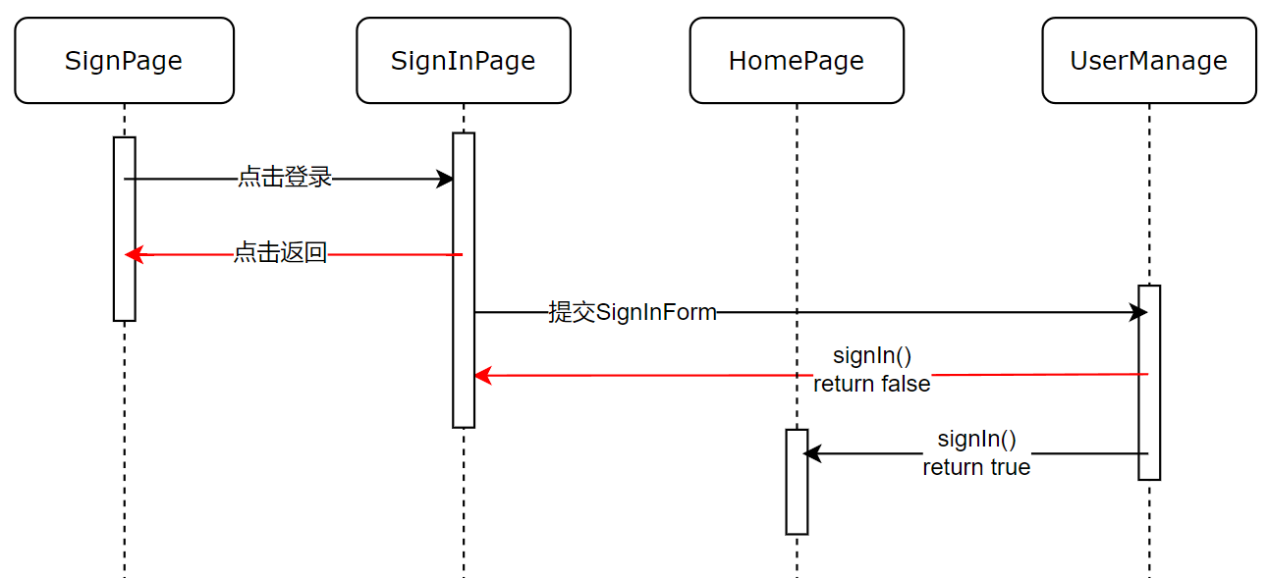 SignPage
SignInPage
HomePage
UserManage
点击登录
点击返回
提交SignInForm
signIn()
return false
signIn()
return true